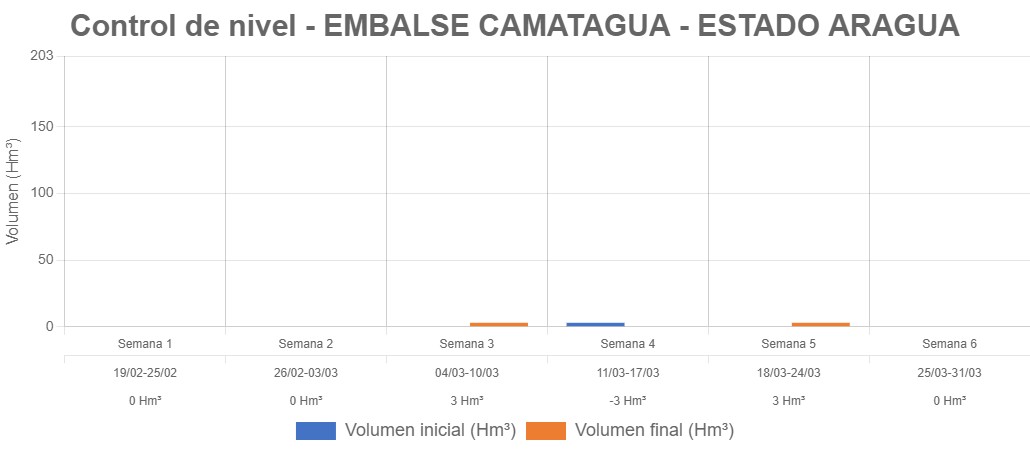 Control de nivel - EMBALSE CAMATAGUA - ESTADO ARAGUA
203
150
100
50
0
Volumen (Hm³)
Semana 1 Semana 2 Semana 3 Semana 4 Semana 5 Semana 6
19/02-25/02 26/02-03/03 04/03-10/03 11/03-17/03 18/03-24/03 25/03-31/03
0 Hm³ 0 Hm³ 3 Hm³ -3 Hm³ 3 Hm³ 0 Hm³
Volumen inicial (Hm³) Volumen final (Hm³)